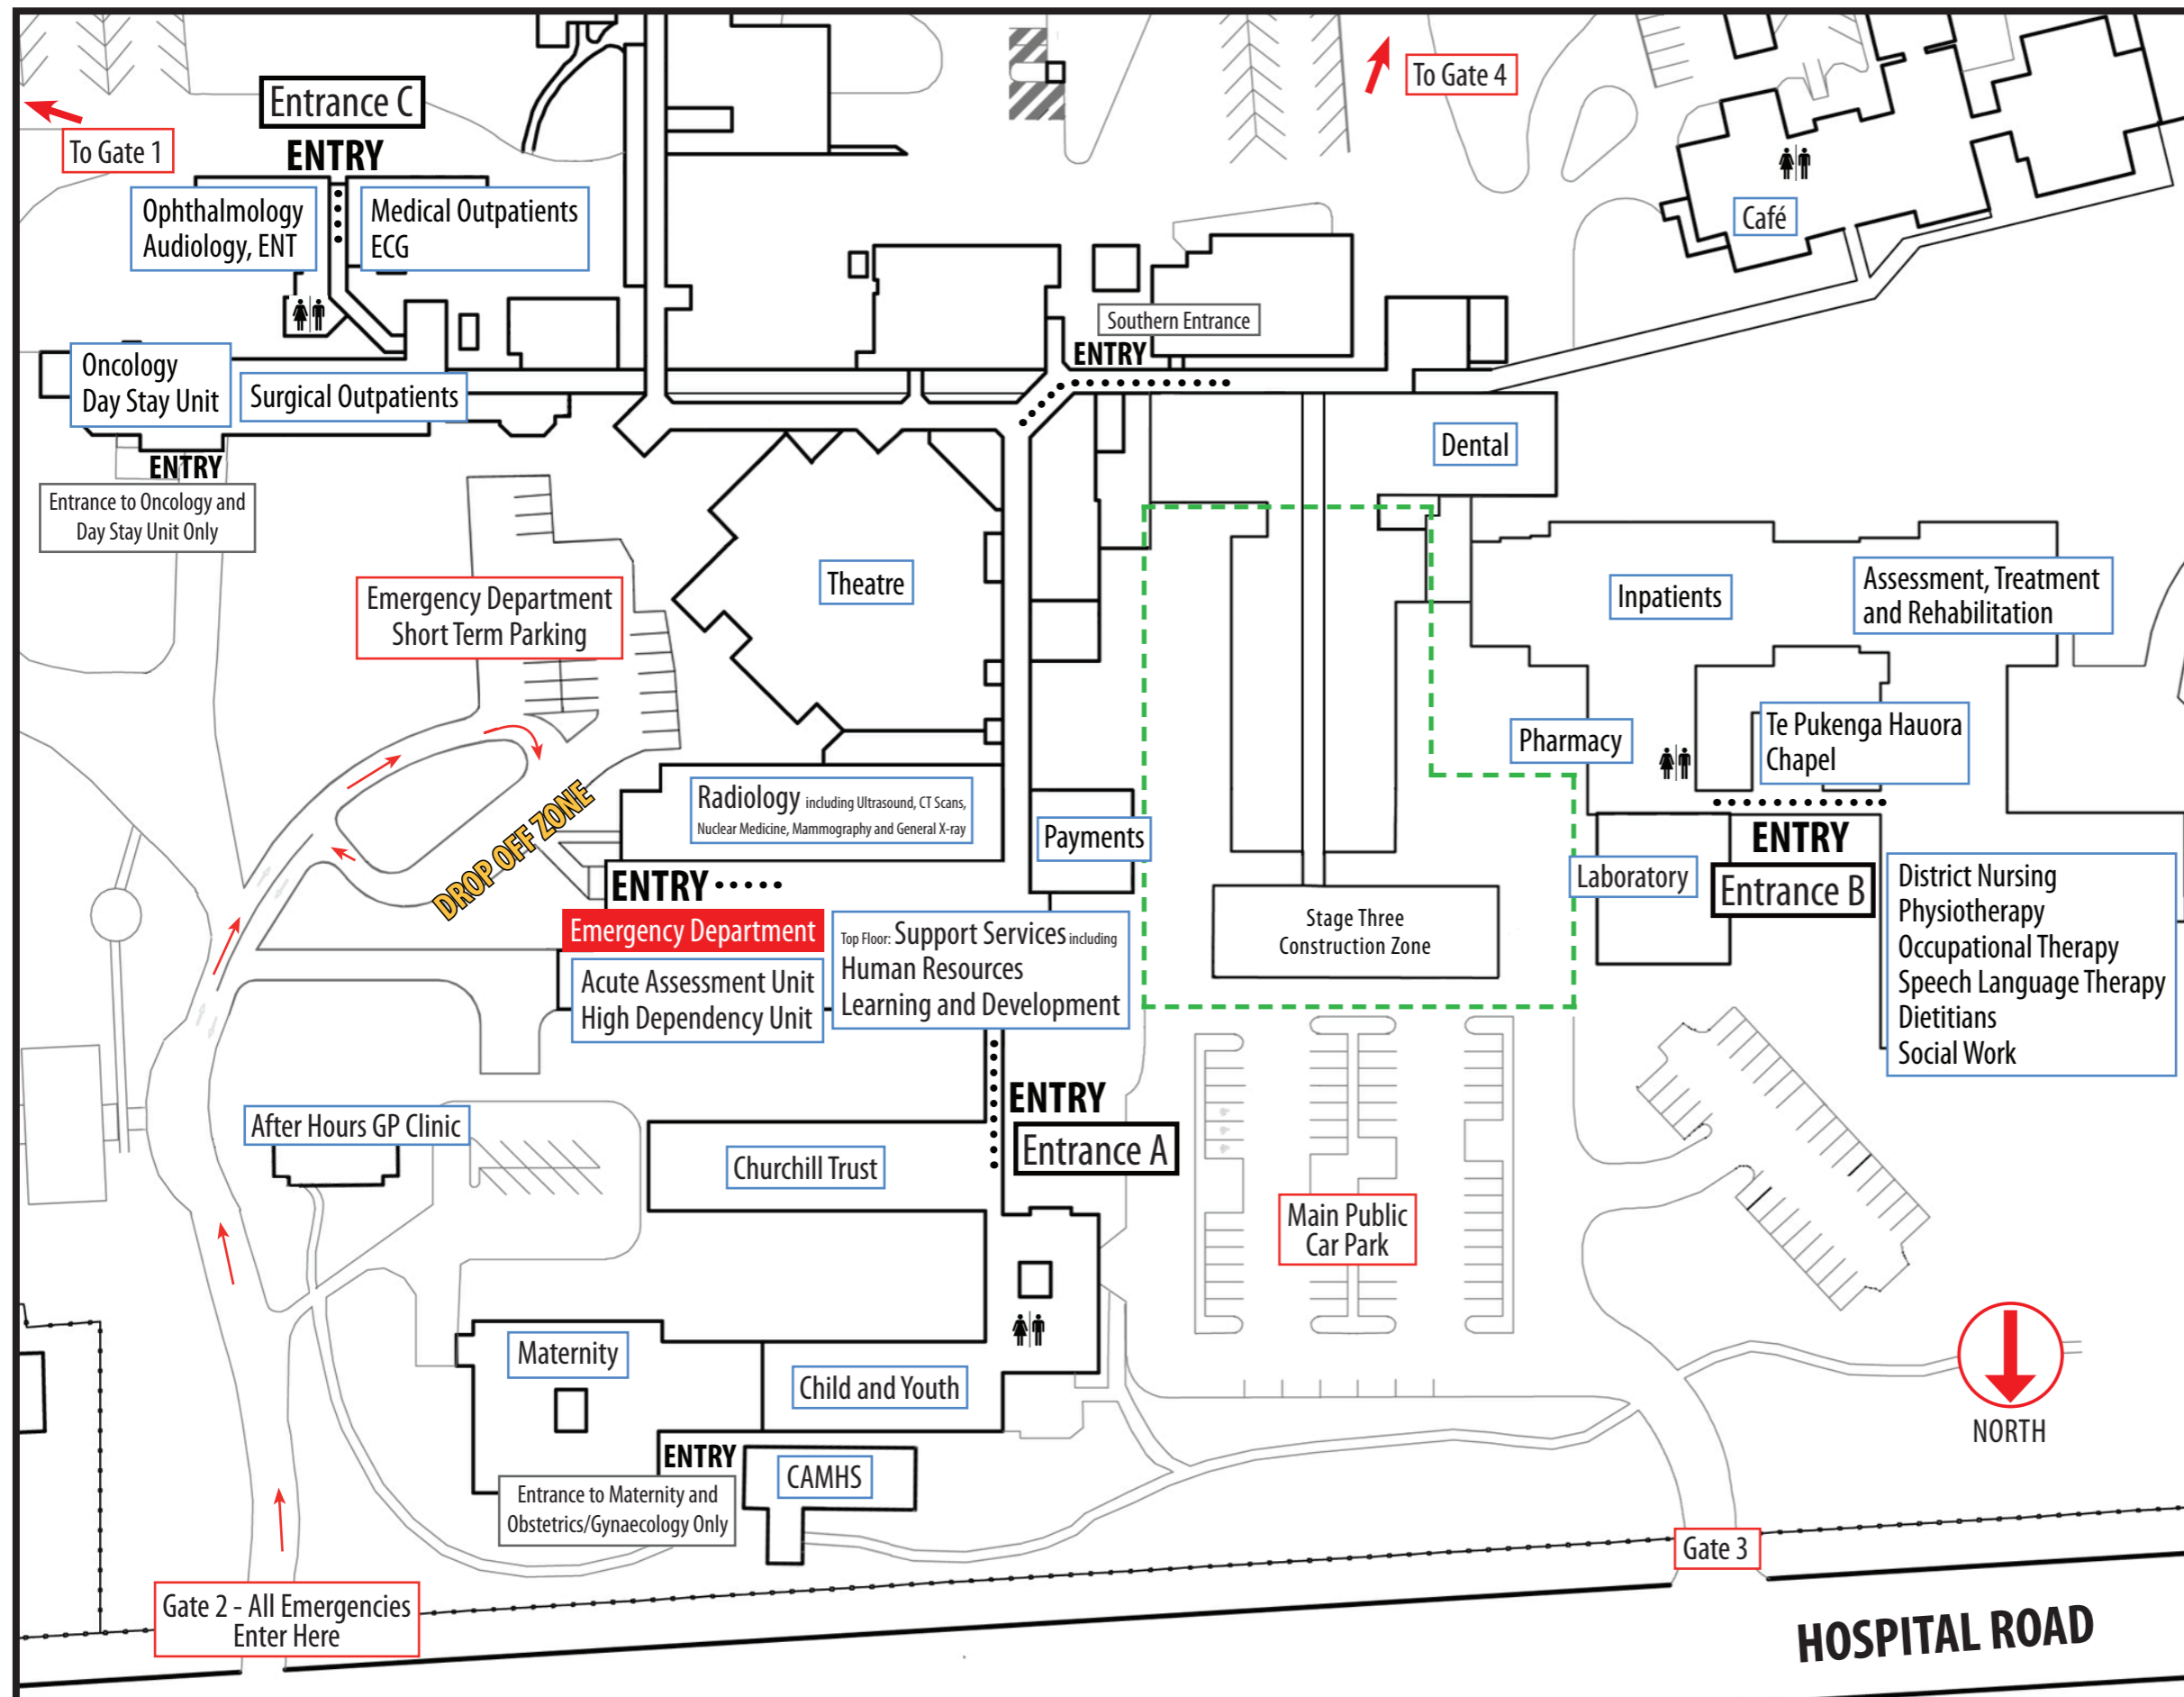 Entrance C
To Gate 4
To Gate 1
ENTRY
Ophthalmology
Audiology, ENT
Medical Outpatients
ECG
Café
Southern Entrance
ENTRY
Oncology
Day Stay Unit
Surgical Outpatients
ENTRY
Entrance to Oncology and
Day Stay Unit Only
Dental
Emergency Department
Short Term Parking
Theatre
Inpatients
Assessment, Treatment
and Rehabilitation
Pharmacy
Te Pukenga Hauora
Chapel
DROP OFF ZONE
Radiology including Ultrasound, CT Scans,
Nuclear Medicine, Mammography and General X-ray
Payments
ENTRY
Emergency Department
Acute Assessment Unit
High Dependency Unit
Top Floor: Support Services including
Human Resources
Learning and Development
Stage Three
Construction Zone
Laboratory
ENTRY
Entrance B
District Nursing
Physiotherapy
Occupational Therapy
Speech Language Therapy
Dietitians
Social Work
After Hours GP Clinic
Churchill Trust
ENTRY
Entrance A
Main Public
Car Park
Maternity
Child and Youth
ENTRY
Entrance to Maternity and
Obstetrics/Gynaecology Only
CAMHS
NORTH
Gate 3
Gate 2 - All Emergencies
Enter Here
HOSPITAL ROAD